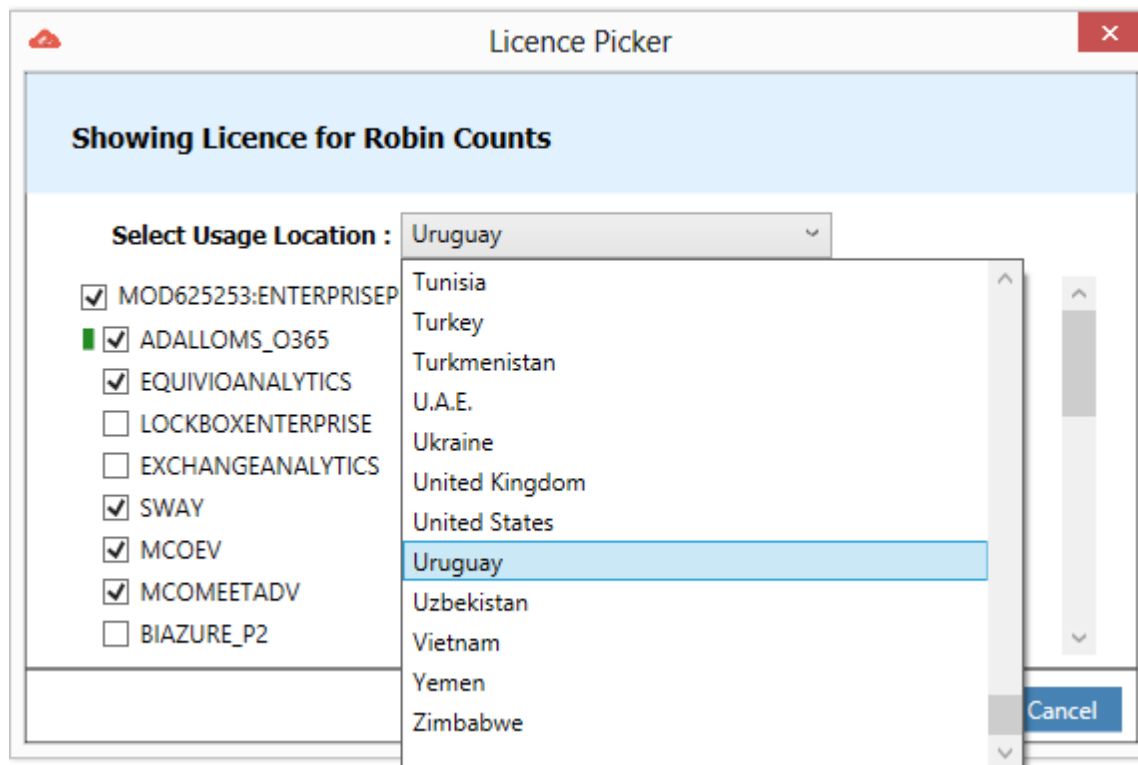 Licence Picker
Showing Licence for Robin Counts
Select Usage Location : Uruguay
MOD625253:ENTERPRISEP
ADALLOMS_O365
EQUIVIOANALYTICS
LOCKBOXENTERPRISE
EXCHANGEANALYTICS
SWAY
MCOEV
MCOMEETADV
BIAZURE_P2
Tunisia
Turkey
Turkmenistan
U.A.E.
Ukraine
United Kingdom
United States
Uruguay
Uzbekistan
Vietnam
Yemen
Zimbabwe
Cancel